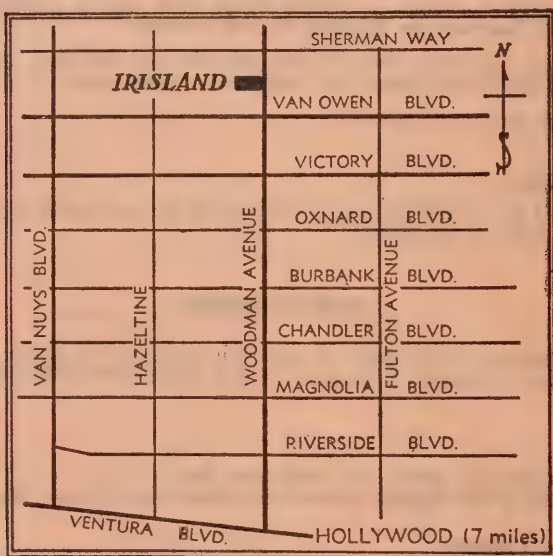 SHERMAN WAY
N
IRISLAND
VAN OWEN BLVD.
S
VICTORY BLVD.
OXNARD BLVD.
VAN NUYS BLVD.
HAZELTINE
WOODMAN AVENUE
FULTON AVENUE
BURBANK BLVD.
CHANDLER BLVD.
MAGNOLIA BLVD.
RIVERSIDE BLVD.
VENTURA BLVD.
HOLLYWOOD (7 miles)